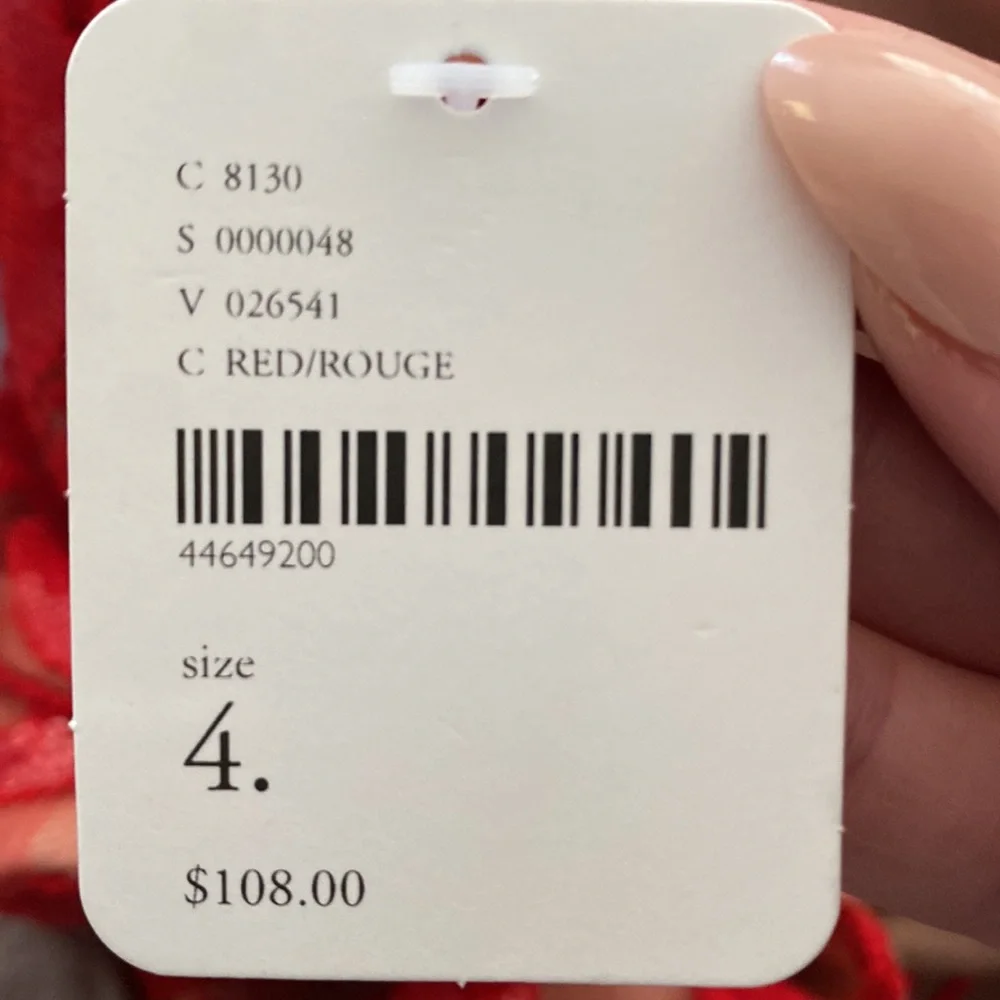 C 8130
S 0000048
V 026541
C RED/ROUGE
44649200
size
4.
$108.00